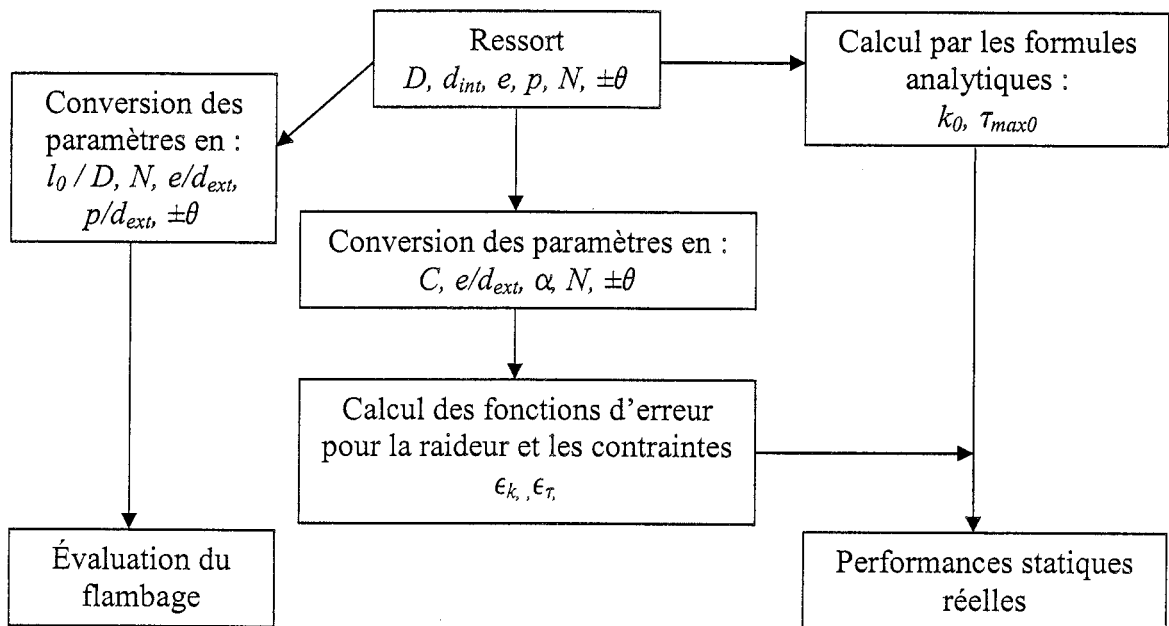 Ressort
D, d_int, e, p, N, ±θ
Calcul par les formules
analytiques :
k_0, τ_max0
Conversion des
paramètres en :
l_0 / D, N, e/d_ext,
p/d_ext, ±θ
Conversion des paramètres en :
C, e/d_ext, α, N, ±θ
Calcul des fonctions d'erreur
pour la raideur et les contraintes
ϵ_k, ,ϵ_τ,
Évaluation du
flambage
Performances statiques
réelles